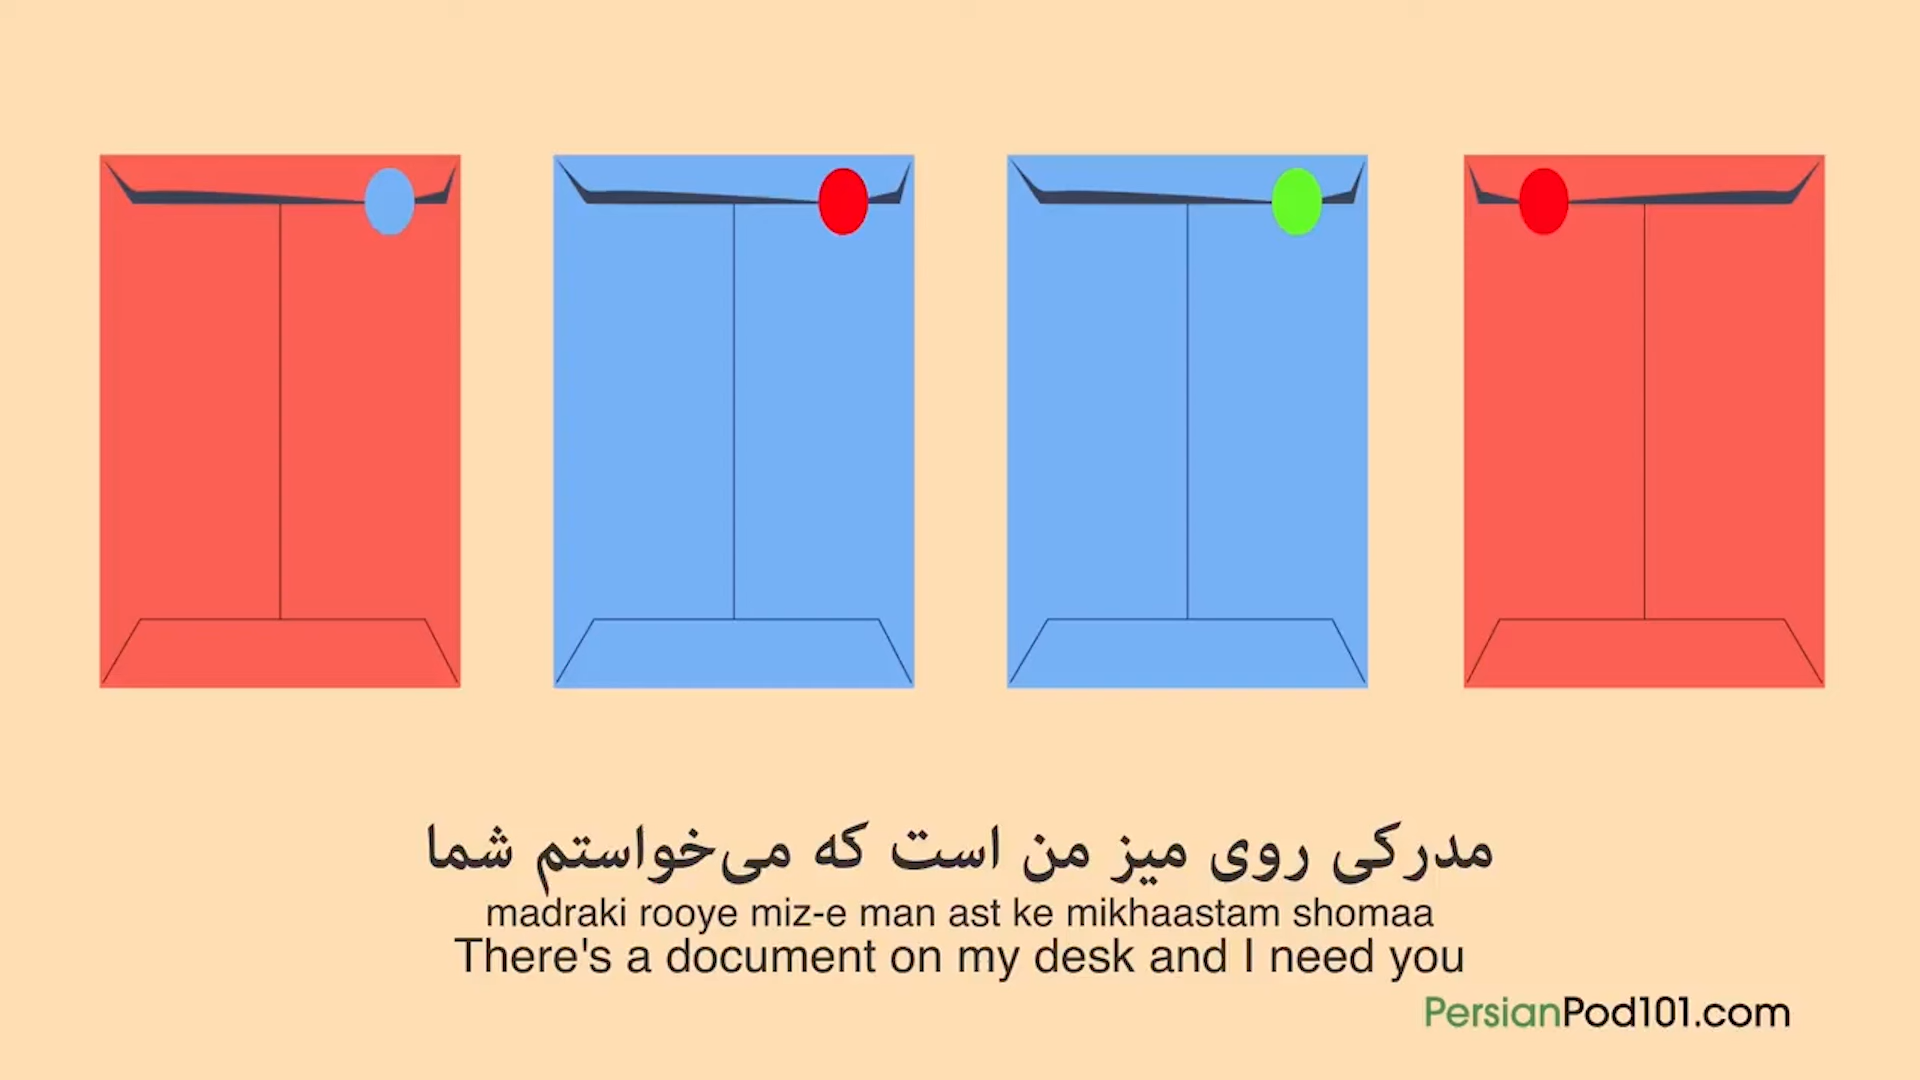 مدرکی روی میز من است که می‌خواستم شما
madraki rooye miz-e man ast ke mikhaastam shomaa
There's a document on my desk and I need you
PersianPod101.com